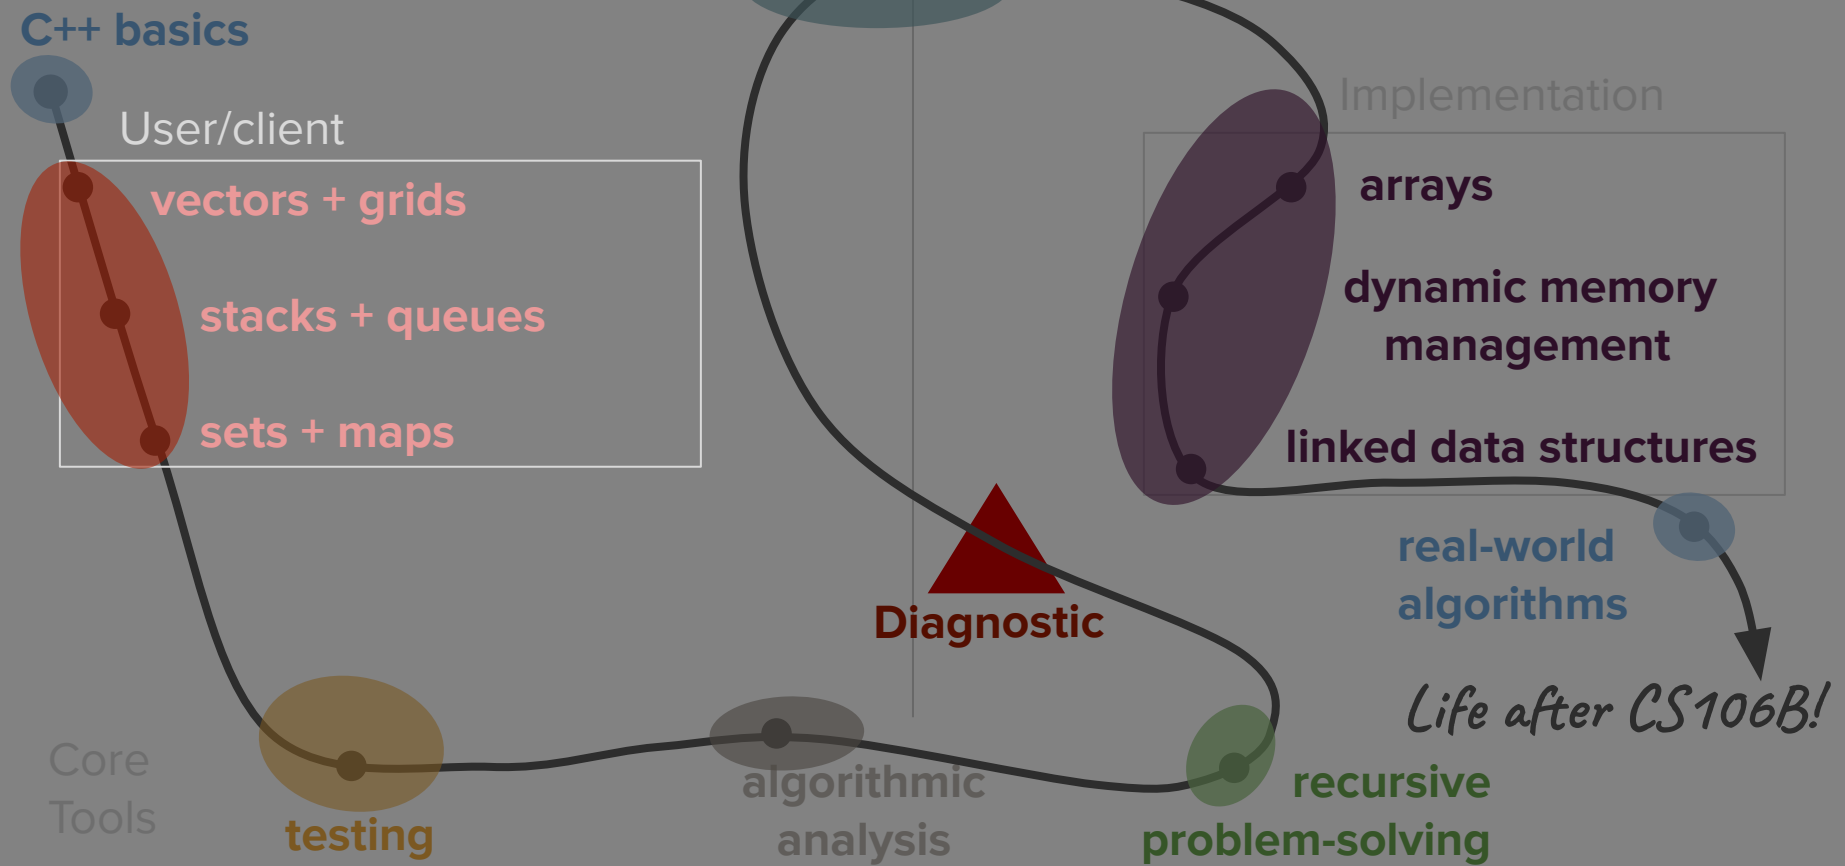 C++ basics
User/client
vectors + grids
stacks + queues
sets + maps
Core
Tools
testing
algorithmic
analysis
recursive
problem-solving
Diagnostic
Implementation
arrays
dynamic memory
management
linked data structures
real-world
algorithms
Life after CS106B!